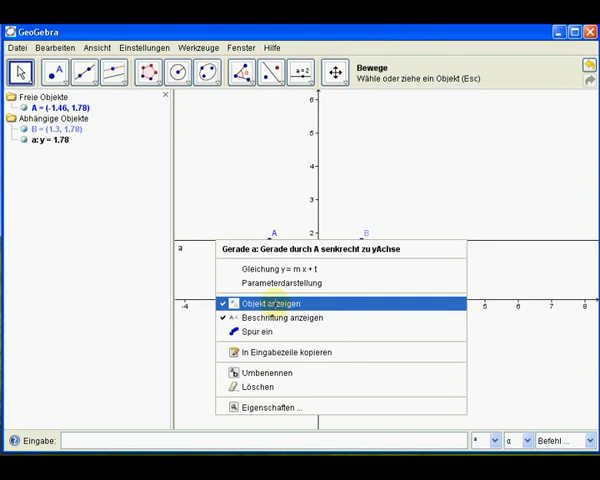 GeoGebra
Datei Bearbeiten Ansicht Einstellungen Werkzeuge Fenster Hilfe
A
a = 2
Bewege
Wähle oder ziehe ein Objekt (Esc)
Freie Objekte
A = (-1.46, 1.78)
Abhängige Objekte
B = (1.3, 1.78)
a: y = 1.78
6
5
4
3
2
A
B
a
-4
5
6
7
8
Gerade a: Gerade durch A senkrecht zu yAchse
Gleichung y = m x + t
Parameterdarstellung
Objekt anzeigen
Beschriftung anzeigen
Spur ein
In Eingabezeile kopieren
Umbenennen
Löschen
Eigenschaften ...
Eingabe:
²
α
Befehl ...